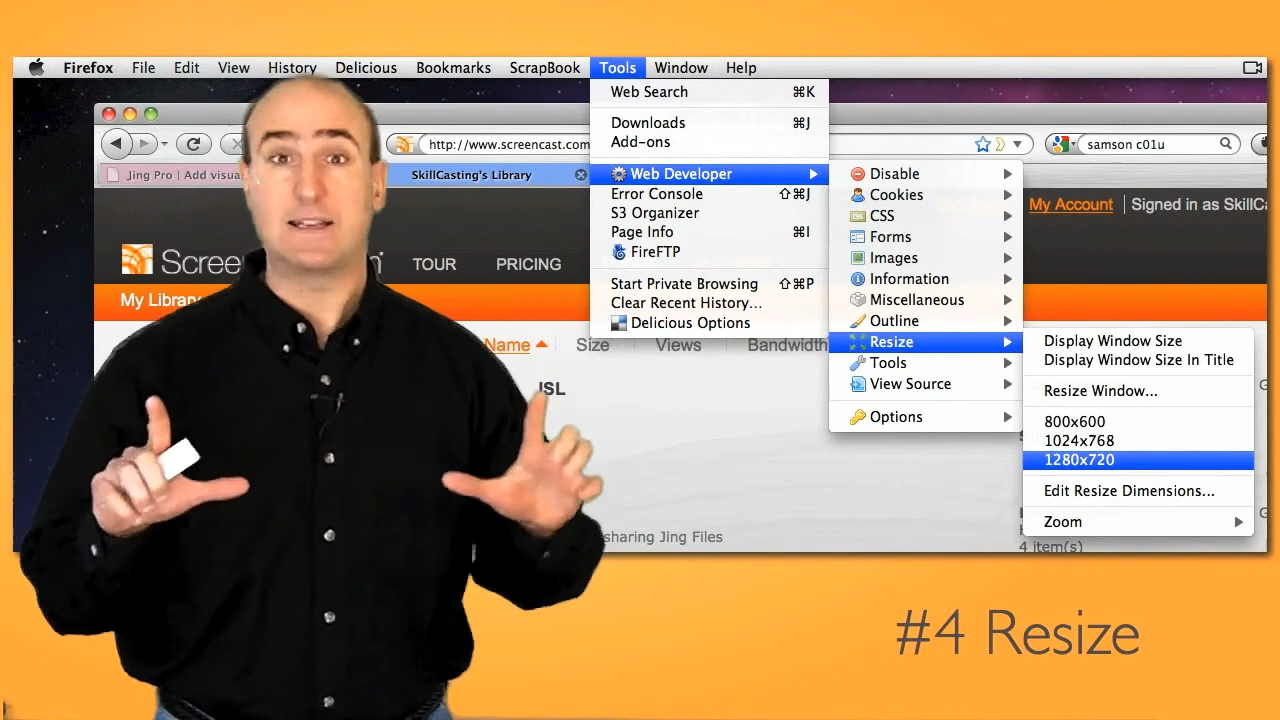 Firefox File Edit View History Delicious Bookmarks ScrapBook Tools Window Help
Web Search ⌘K
Downloads ⌘J
Add-ons
Web Developer
Error Console ⇧⌘J
S3 Organizer
Page Info ⌘I
FireFTP
Start Private Browsing ⇧⌘P
Clear Recent History...
Delicious Options
http://www.screencast.com
samson c01u
Jing Pro | Add visua
SkillCasting's Library
Disable
Cookies
CSS
Forms
Images
Information
Miscellaneous
Outline
Resize
Tools
View Source
Options
My Account Signed in as SkillCa
Screen
TOUR PRICING
My Library
Name Size Views Bandwidth
ISL
Display Window Size
Display Window Size In Title
Resize Window...
800x600
1024x768
1280x720
Edit Resize Dimensions...
Zoom
sharing Jing Files
4 item(s)
#4 Resize